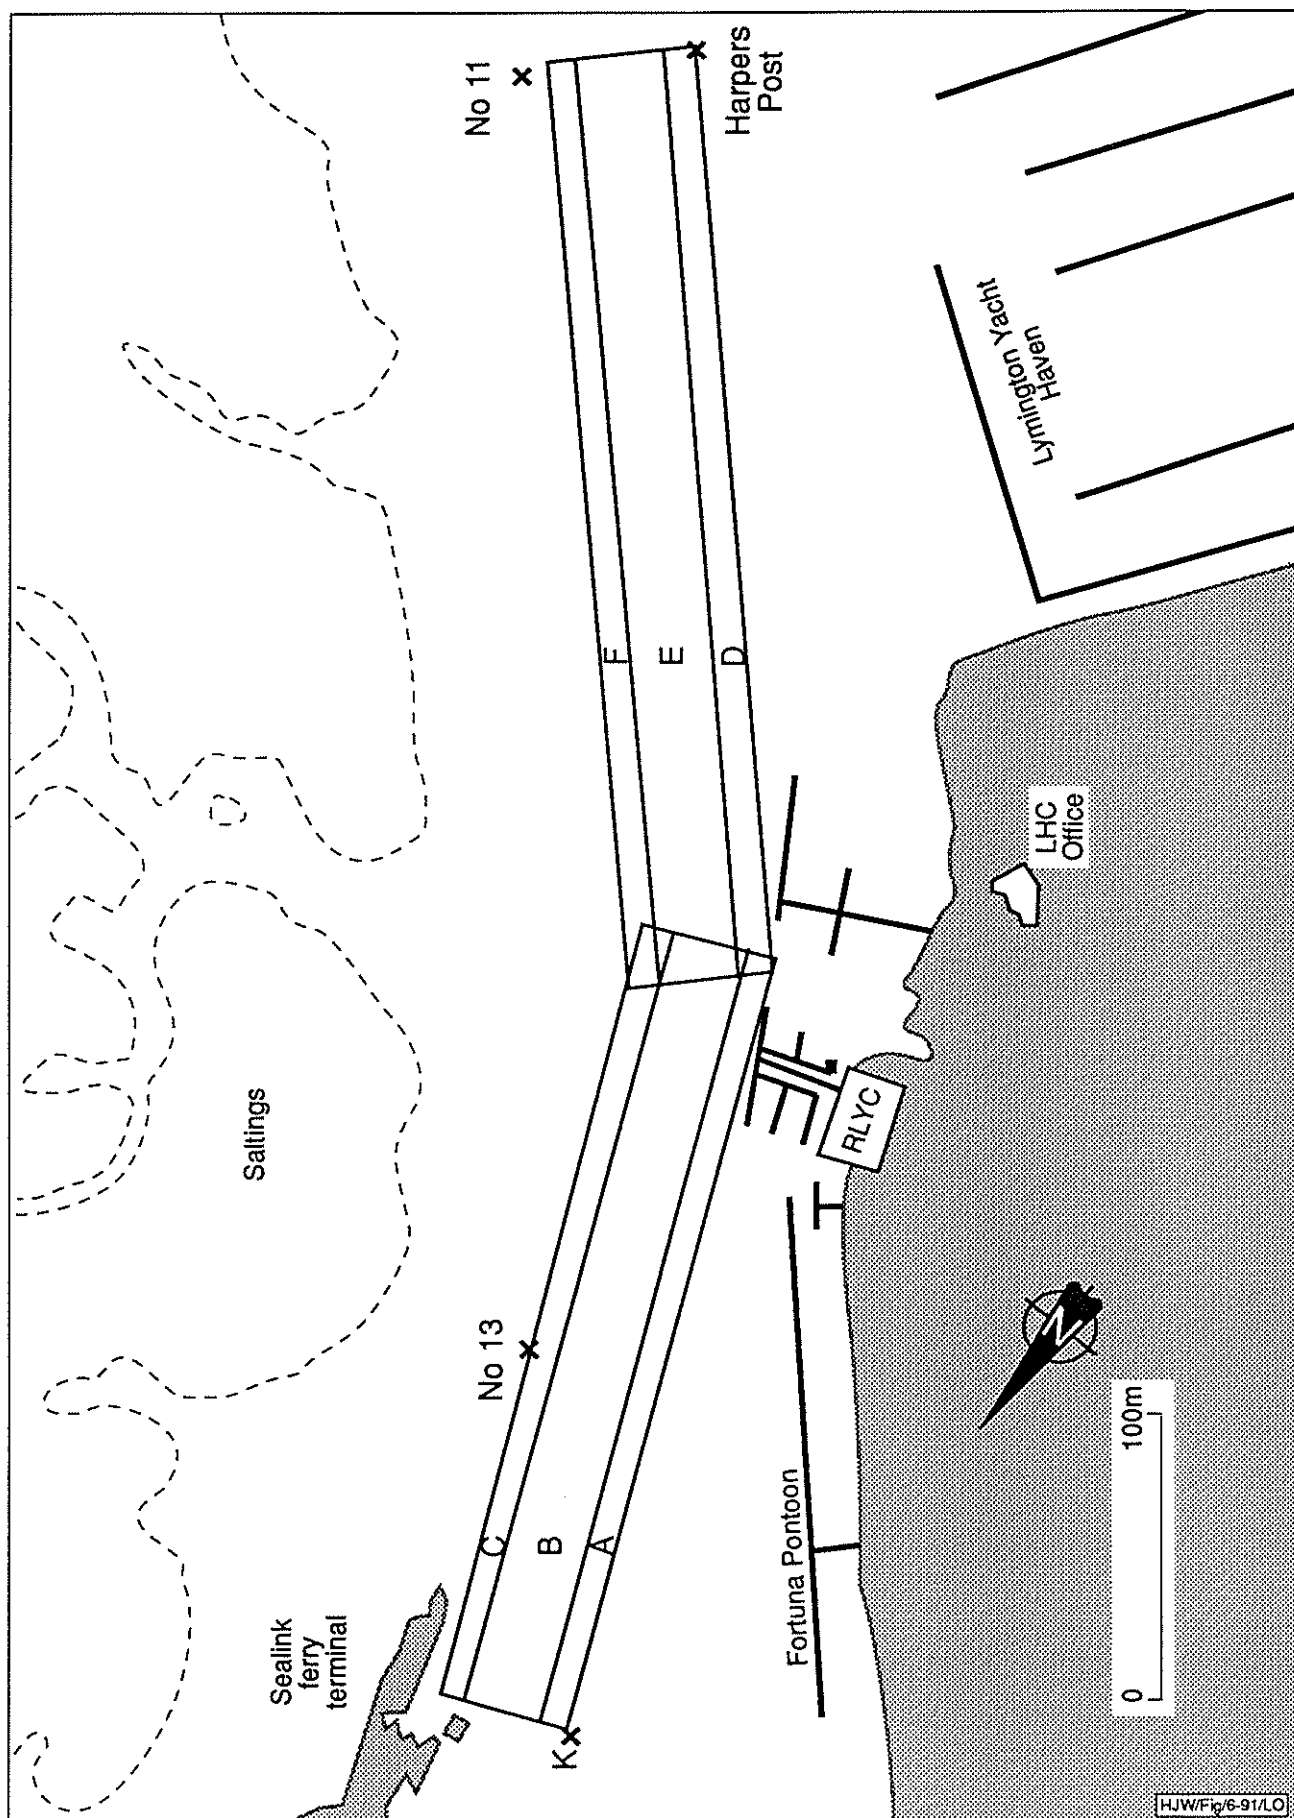 No 11
Harpers
Post
Lymington Yacht
Haven
F
E
D
LHC
Office
RLYC
Saltings
No 13
C
B
A
Fortuna Pontoon
Sealink
ferry
terminal
K
N
0
100m
HJW/Fig/6-91/LO